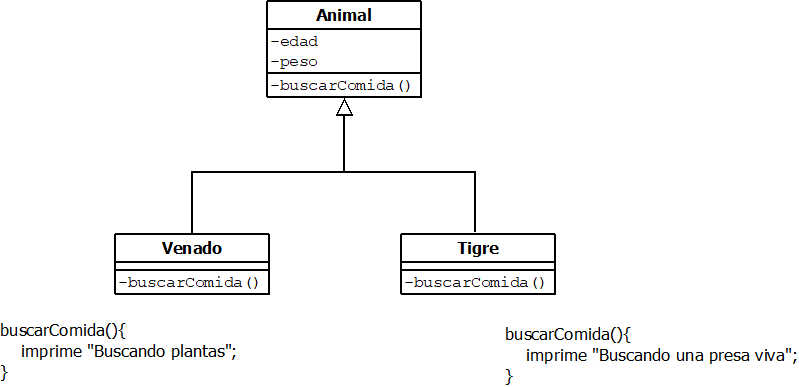 Animal
-edad
-peso
-buscarComida()
Venado
-buscarComida()
Tigre
-buscarComida()
buscarComida(){
imprime "Buscando plantas";
}
buscarComida(){
imprime "Buscando una presa viva";
}